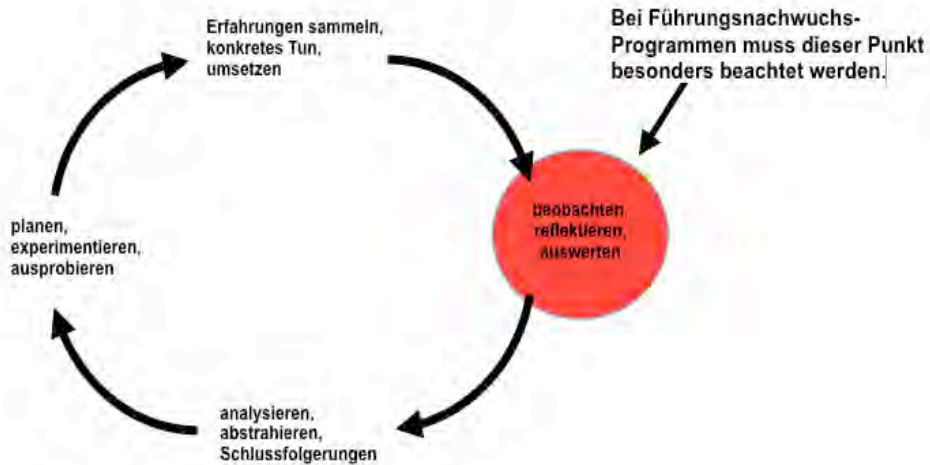 Erfahrungen sammeln,
konkretes Tun,
umsetzen
Bei Führungsnachwuchs-
Programmen muss dieser Punkt
besonders beachtet werden.
beobachten,
reflektieren,
auswerten
analysieren,
abstrahieren,
Schlussfolgerungen
planen,
experimentieren,
ausprobieren